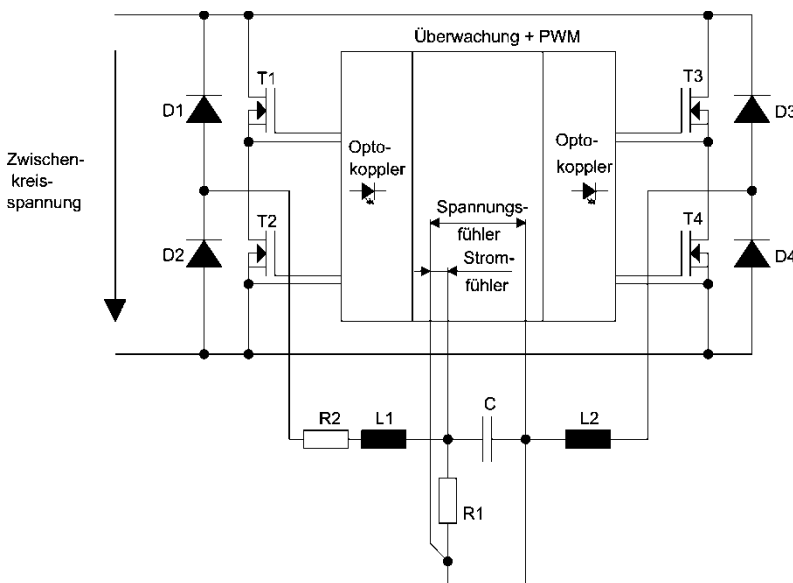 Überwachung + PWM
T1
T3
D1
D3
Opto-
koppler
Opto-
koppler
Zwischen-
kreis-
spannung
Spannungs-
fühler
T2
T4
D2
D4
Strom-
fühler
R2
L1
C
L2
R1